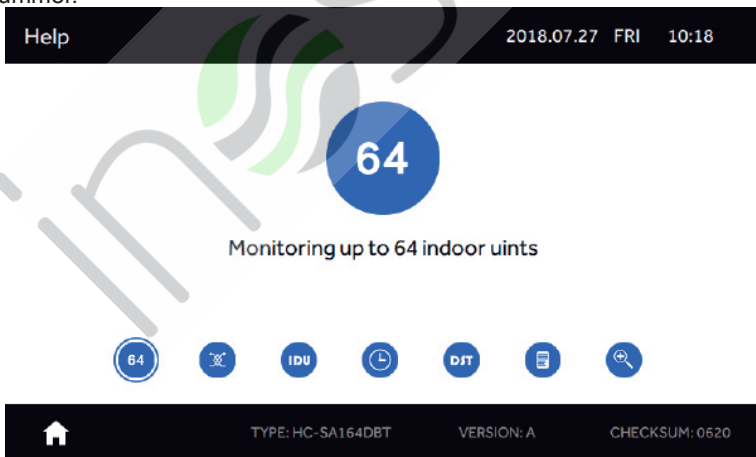 ummer.
Help 2018.07.27 FRI 10:18
64
Monitoring up to 64 indoor uints
64 IDU DST
TYPE: HC-SA164DBT VERSION: A CHECKSUM: 0620